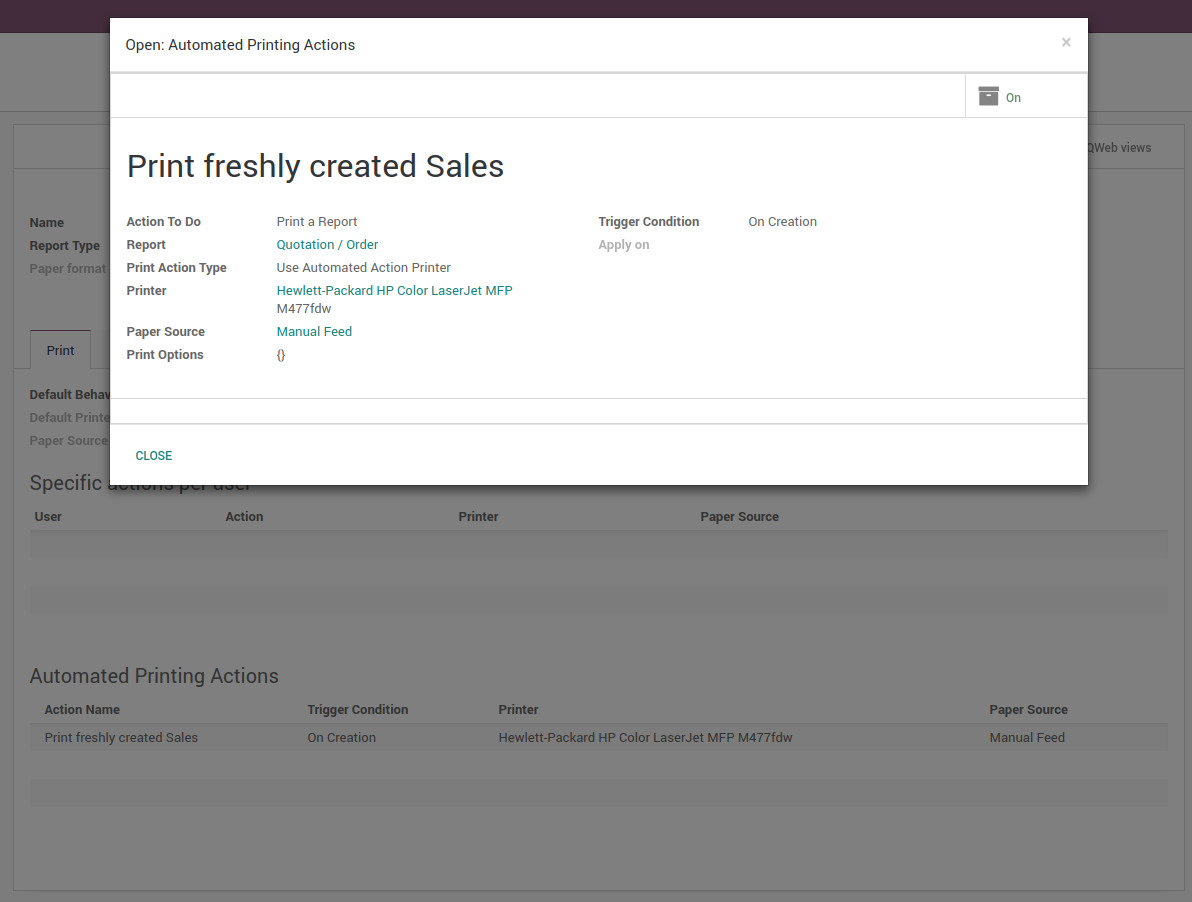 Open: Automated Printing Actions ×
On
Print freshly created Sales
Action To Do Print a Report Trigger Condition On Creation
Report Quotation / Order Apply on
Print Action Type Use Automated Action Printer
Printer Hewlett-Packard HP Color LaserJet MFP
M477fdw
Paper Source Manual Feed
Print Options {}
CLOSE
QWeb views
Name
Report Type
Paper format
Print
Default Behav
Default Printe
Paper Source
Specific actions per user
User Action Printer Paper Source
Automated Printing Actions
Action Name Trigger Condition Printer Paper Source
Print freshly created Sales On Creation Hewlett-Packard HP Color LaserJet MFP M477fdw Manual Feed